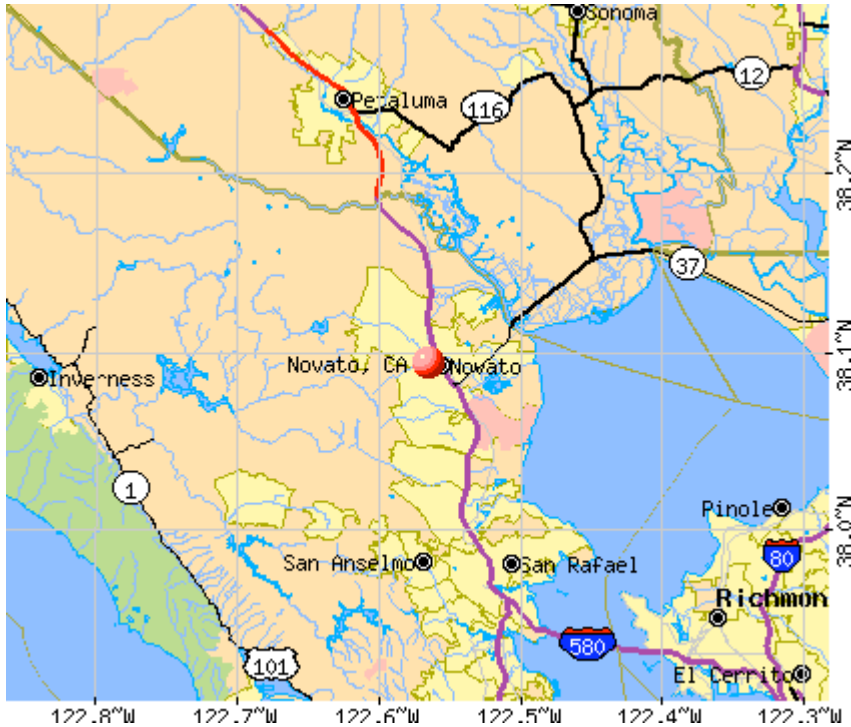 Sonoma
12
Petaluma
116
38.2°N
37
38.1°N
Novato, CA
Novato
Inverness
1
38.0°N
Pinole
80
San Anselmo
San Rafael
Richmon
580
101
El Cerrito
122.8°W
122.7°W
122.6°W
122.5°W
122.4°W
122.3°W